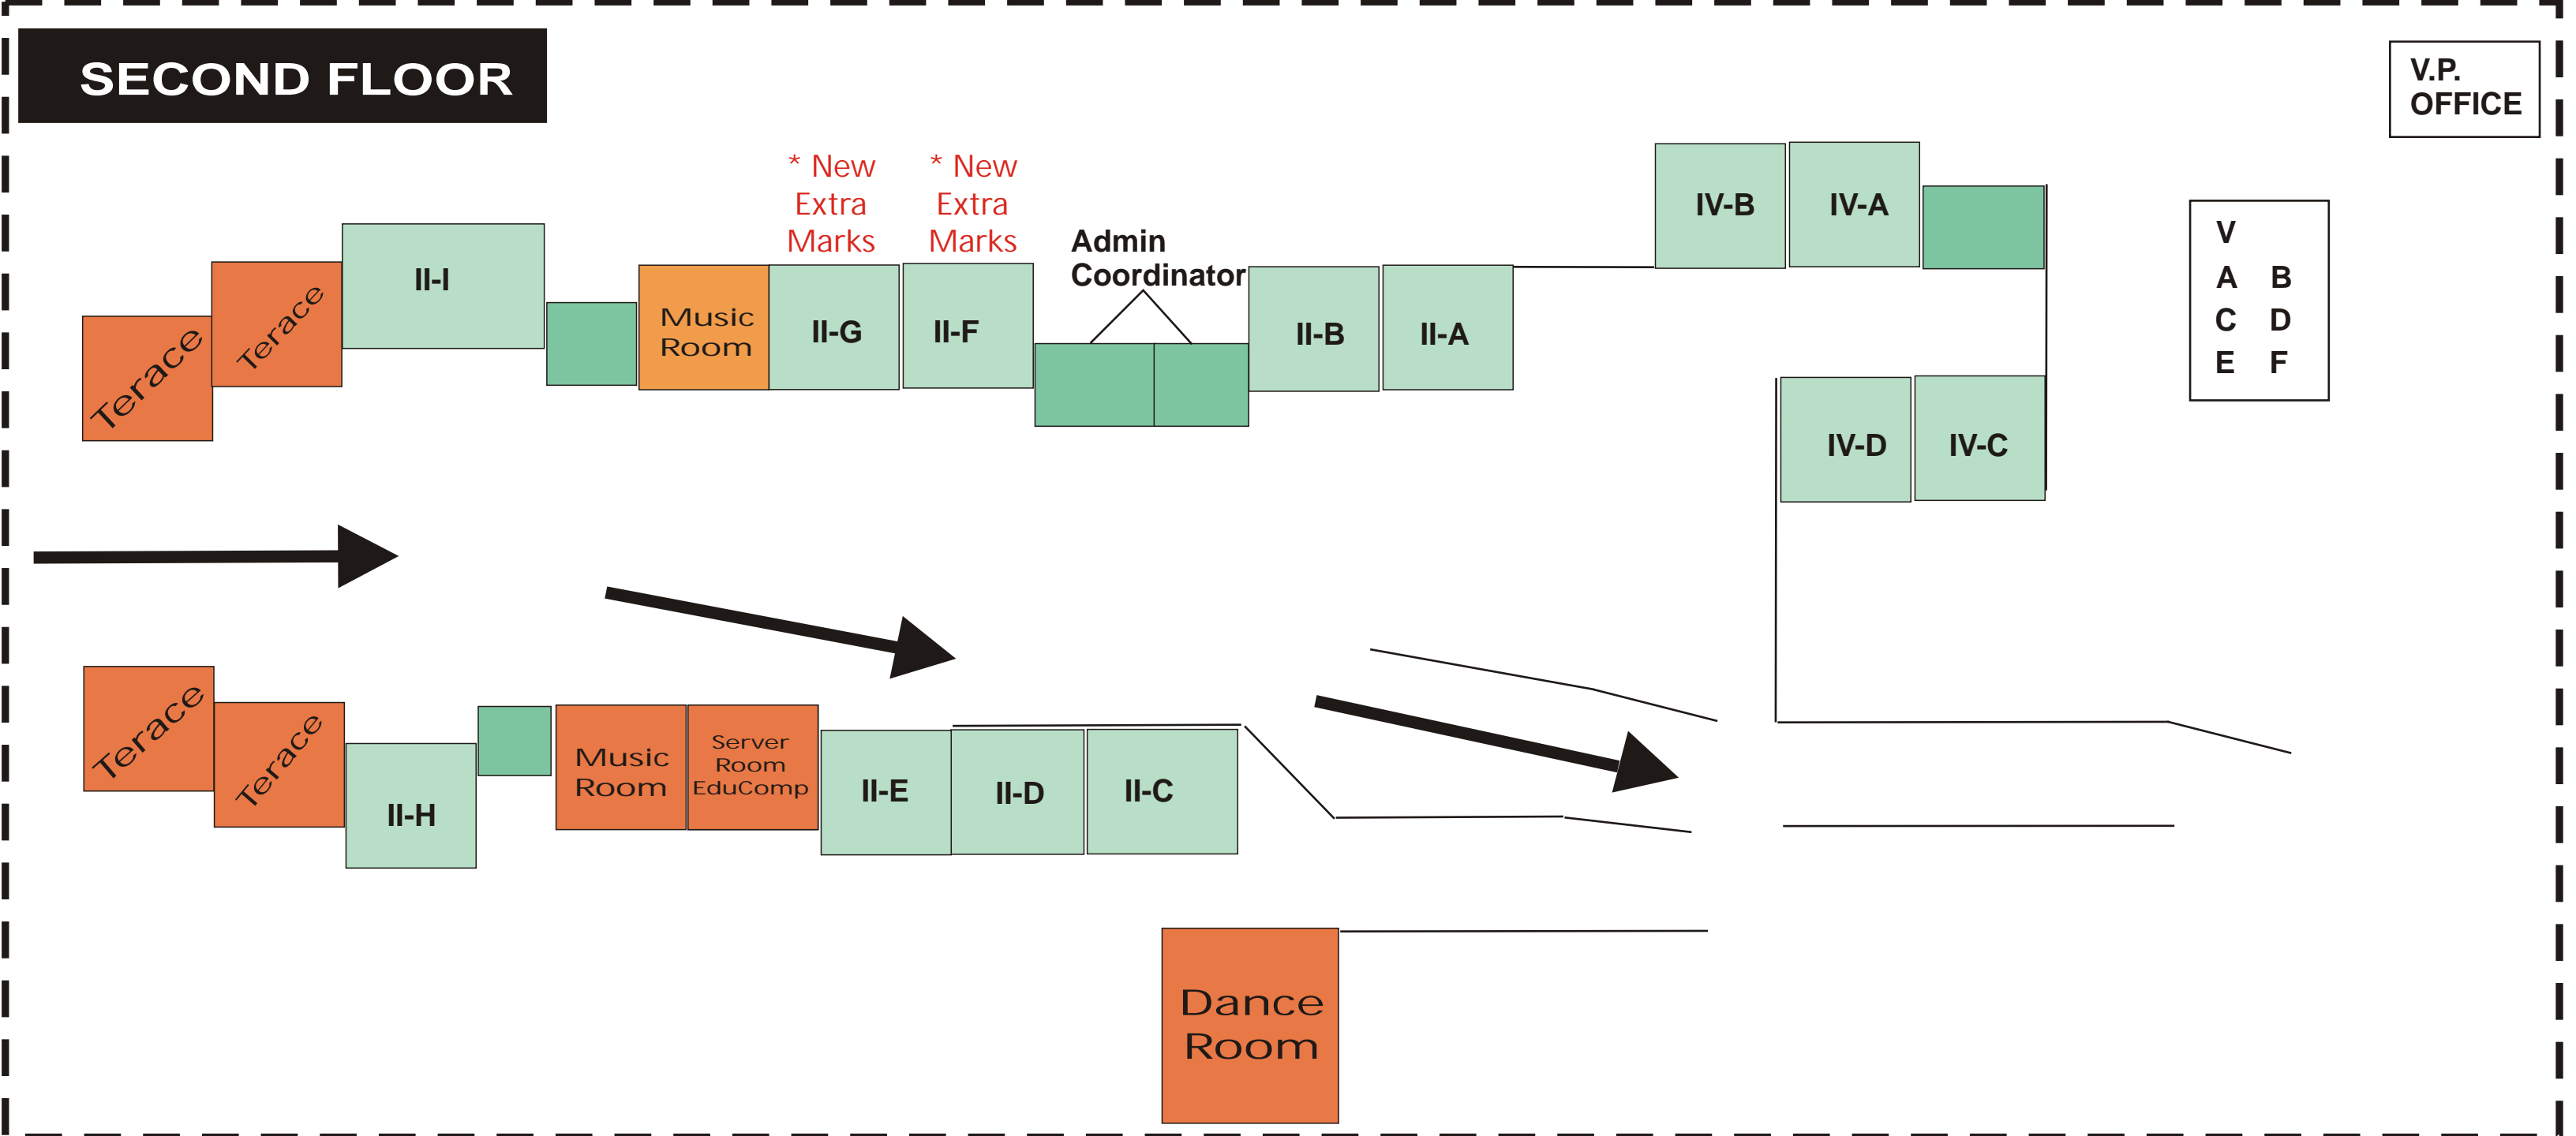 SECOND FLOOR
V.P.
OFFICE
* New
Extra
Marks
* New
Extra
Marks
Admin
Coordinator
IV-B
IV-A
V
A B
C D
E F
II-I
Terace
Terace
Music
Room
II-G
II-F
II-B
II-A
IV-D
IV-C
Terace
Terace
II-H
Music
Room
Server
Room
EduComp
II-E
II-D
II-C
Dance
Room